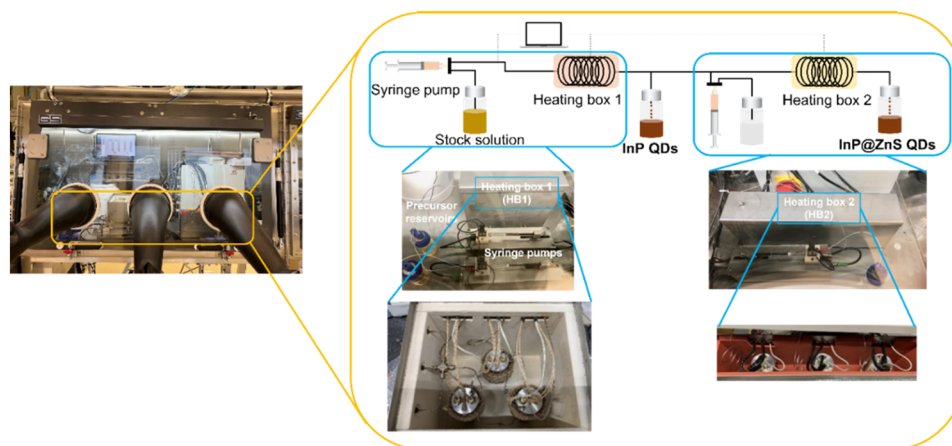 Syringe pump
Heating box 1
Heating box 2
Stock solution
InP QDs
InP@ZnS QDs
Heating box 1
(HB1)
Precursor
reservoirs
Syringe pumps
Heating box 2
(HB2)